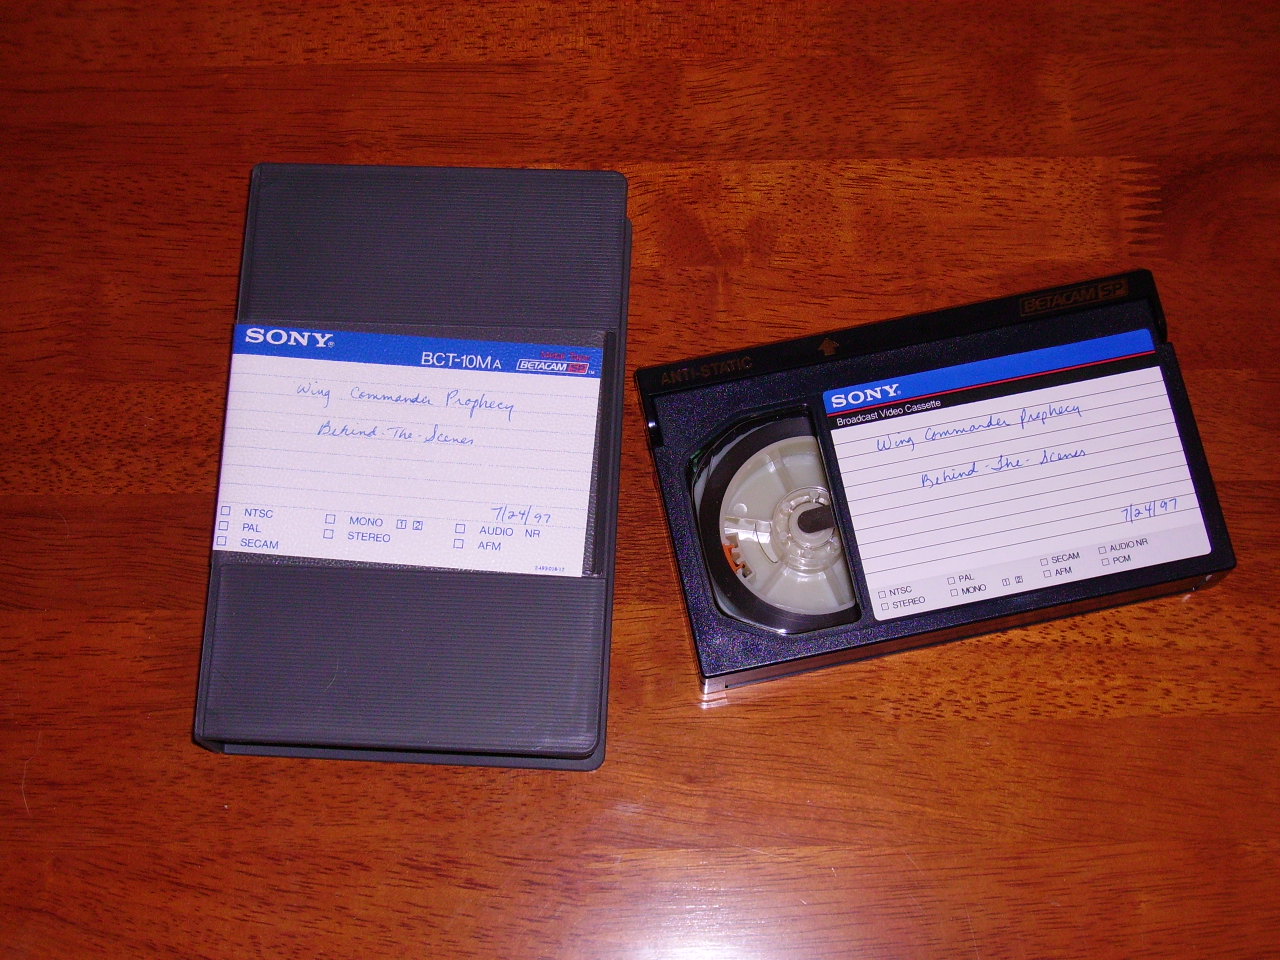 SONY®
BCT-10MA
BETACAM SP™
Wing Commander Prophecy
Behind-The-Scenes
7/24/97
NTSC
PAL
SECAM
MONO 1 2
STEREO
AUDIO NR
AFM
BETACAM SP
ANTI-STATIC
SONY®
Broadcast Video Cassette
Wing Commander Prophecy
Behind-The-Scenes
7/24/97
NTSC PAL SECAM AUDIO NR
STEREO MONO 1 2 AFM PCM